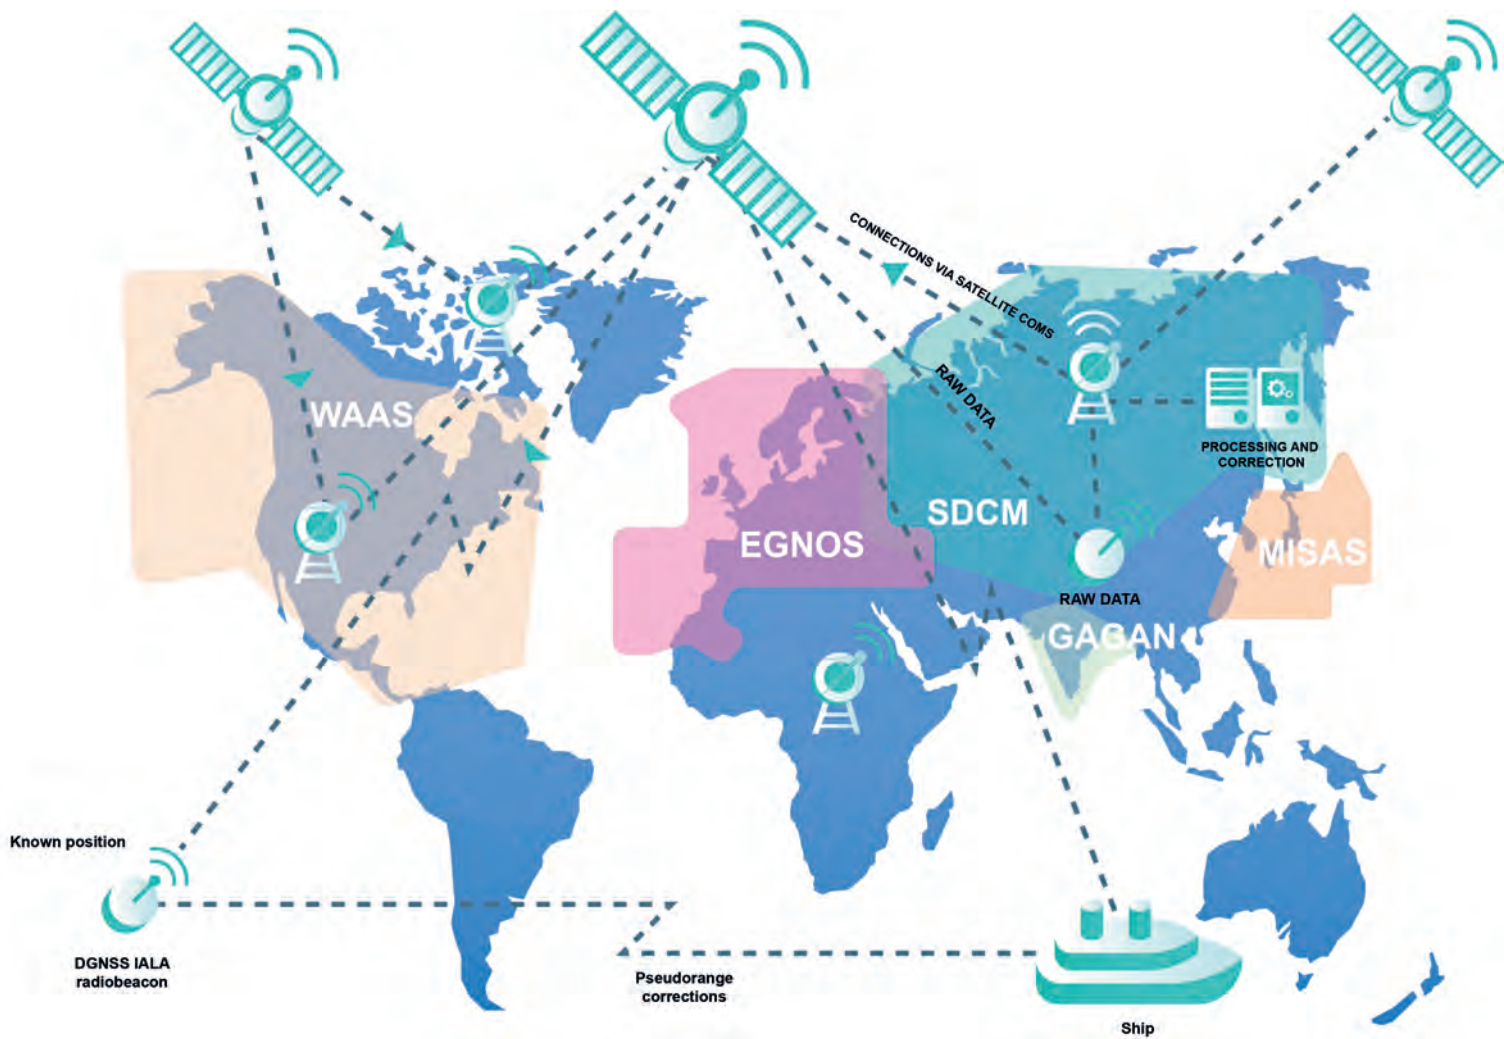 CONNECTIONS VIA SATELLITE COMS
RAW DATA
WAAS
PROCESSING AND
CORRECTION
SDCM
EGNOS
MISAS
RAW DATA
GAGAN
Known position
DGNSS IALA
radiobeacon
Pseudorange
corrections
Ship